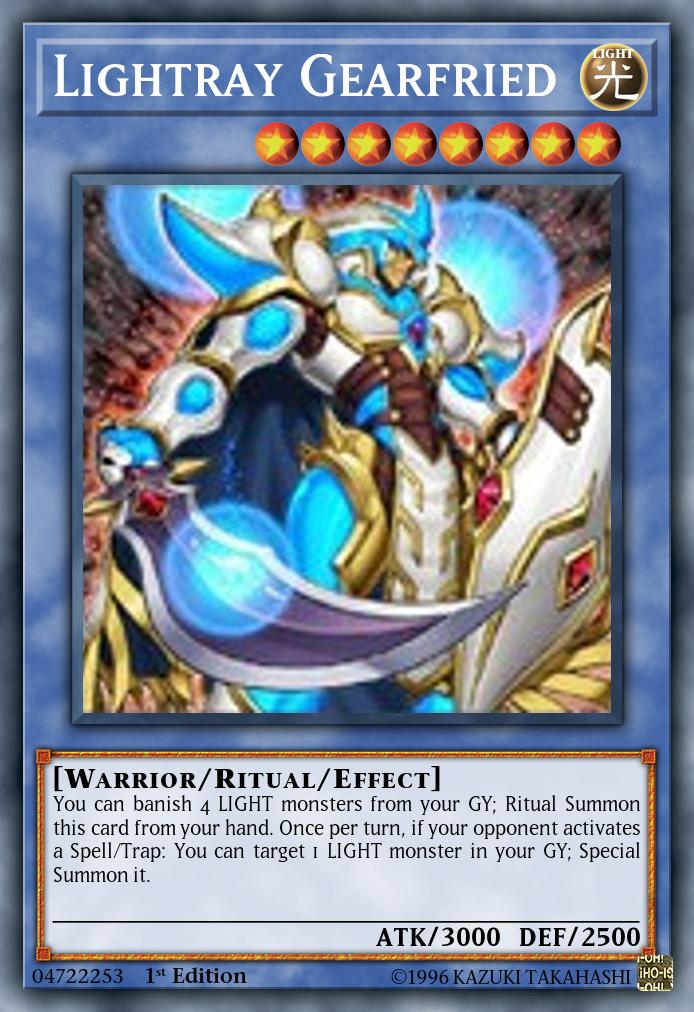 Lightray Gearfried
LIGHT
光
[Warrior/Ritual/Effect]
You can banish 4 LIGHT monsters from your GY; Ritual Summon
this card from your hand. Once per turn, if your opponent activates
a Spell/Trap: You can target 1 LIGHT monster in your GY; Special
Summon it.
ATK/3000 DEF/2500
04722253 1st Edition ©1996 KAZUKI TAKAHASHI